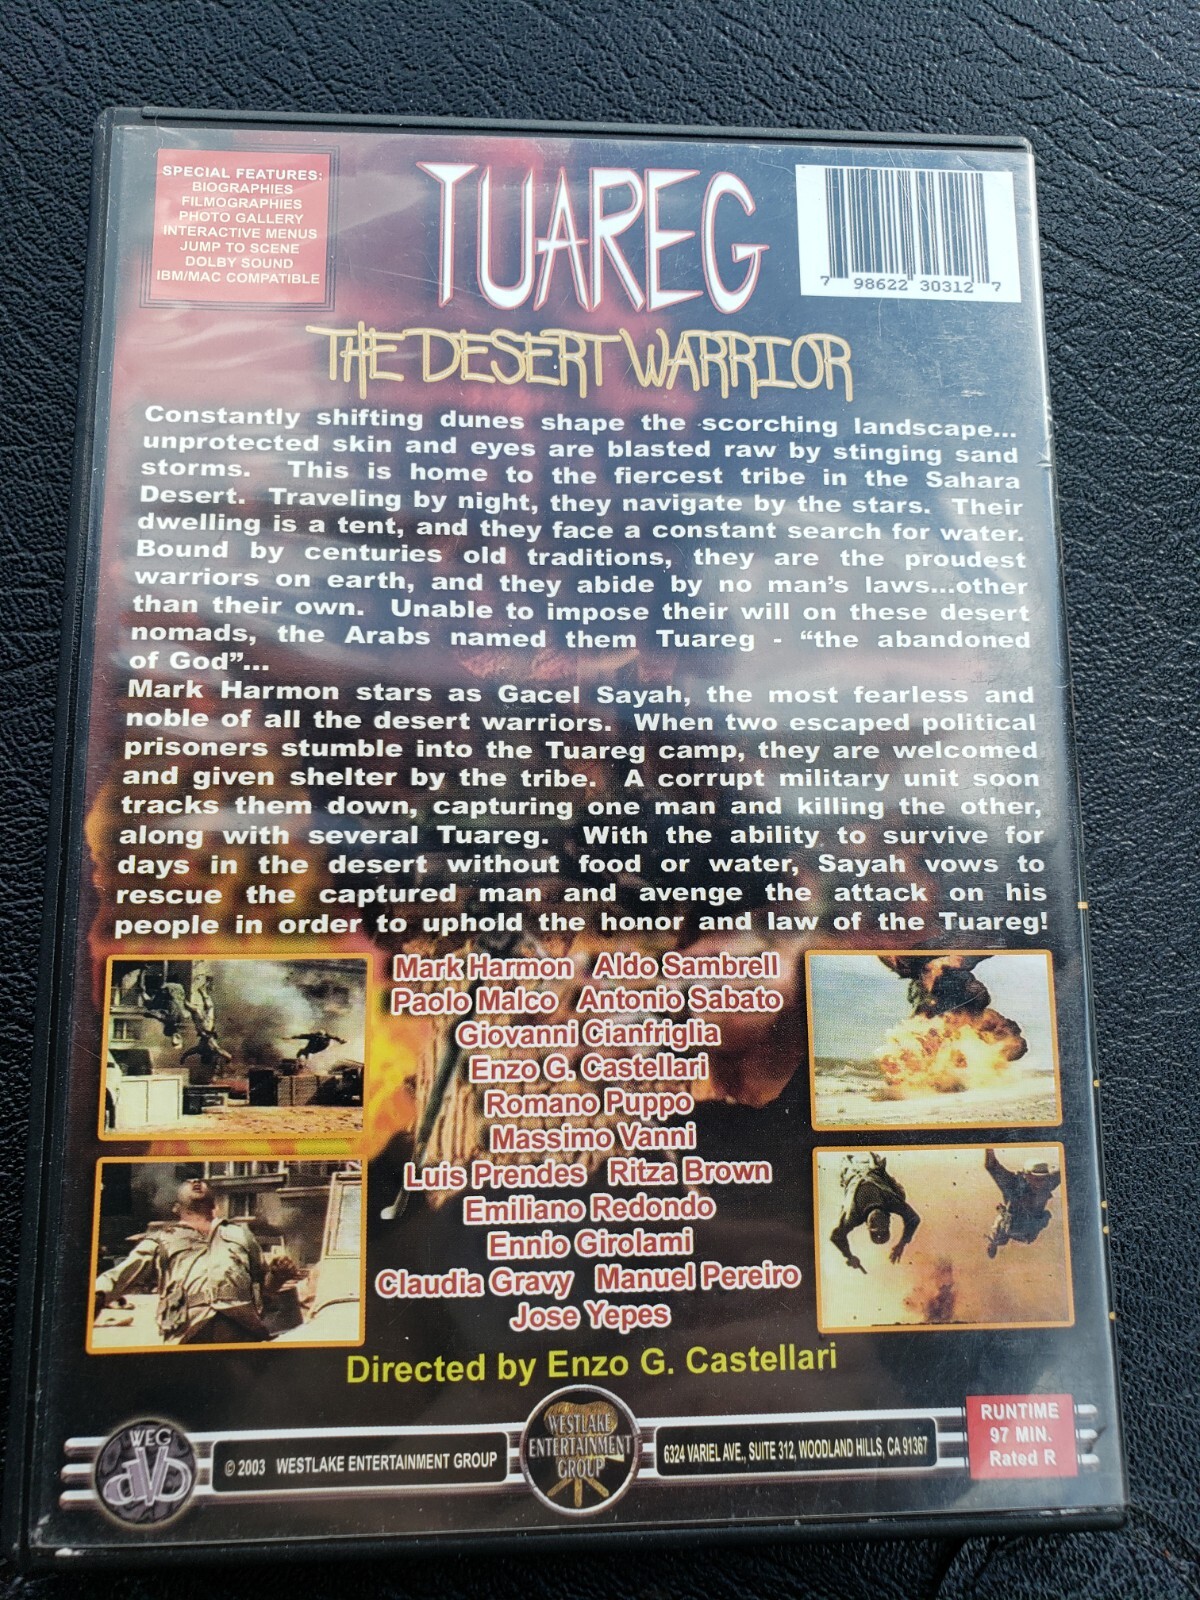 SPECIAL FEATURES:
BIOGRAPHIES
FILMOGRAPHIES
PHOTO GALLERY
INTERACTIVE MENUS
JUMP TO SCENE
DOLBY SOUND
IBM/MAC COMPATIBLE
TUAREG
7 98622 30312 7
THE DESERT WARRIOR
Constantly shifting dunes shape the scorching landscape...
unprotected skin and eyes are blasted raw by stinging sand
storms. This is home to the fiercest tribe in the Sahara
Desert. Traveling by night, they navigate by the stars. Their
dwelling is a tent, and they face a constant search for water.
Bound by centuries old traditions, they are the proudest
warriors on earth, and they abide by no man's laws...other
than their own. Unable to impose their will on these desert
nomads, the Arabs named them Tuareg - “the abandoned
of God”...
Mark Harmon stars as Gacel Sayah, the most fearless and
noble of all the desert warriors. When two escaped political
prisoners stumble into the Tuareg camp, they are welcomed
and given shelter by the tribe. A corrupt military unit soon
tracks them down, capturing one man and killing the other,
along with several Tuareg. With the ability to survive for
days in the desert without food or water, Sayah vows to
rescue the captured man and avenge the attack on his
people in order to uphold the honor and law of the Tuareg!
Mark Harmon Aldo Sambrell
Paolo Malco Antonio Sabato
Giovanni Cianfriglia
Enzo G. Castellari
Romano Puppo
Massimo Vanni
Luis Prendes Ritza Brown
Emiliano Redondo
Ennio Girolami
Claudia Gravy Manuel Pereiro
Jose Yepes
Directed by Enzo G. Castellari
WEG
DVD
© 2003 WESTLAKE ENTERTAINMENT GROUP
WESTLAKE
ENTERTAINMENT
GROUP
6324 VARIEL AVE., SUITE 312, WOODLAND HILLS, CA 91367
RUNTIME
97 MIN.
Rated R